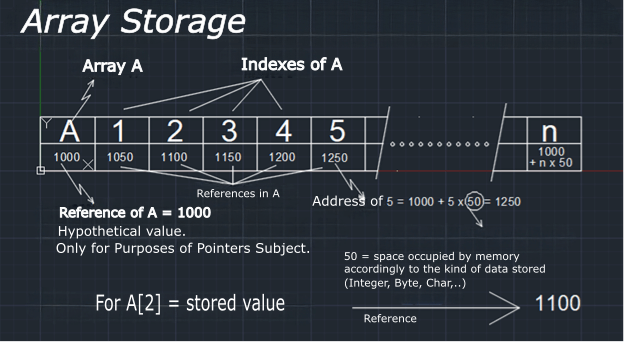 Array Storage
Array A
Indexes of A
Y
A 1 2 3 4 5 n
1000 1050 1100 1150 1200 1250 1000
+ n x 50
X
References in A
Address of 5 = 1000 + 5 x 50 = 1250
Reference of A = 1000
Hypothetical value.
Only for Purposes of Pointers Subject.
50 = space occupied by memory
accordingly to the kind of data stored
(Integer, Byte, Char,..)
For A[2] = stored value
1100
Reference